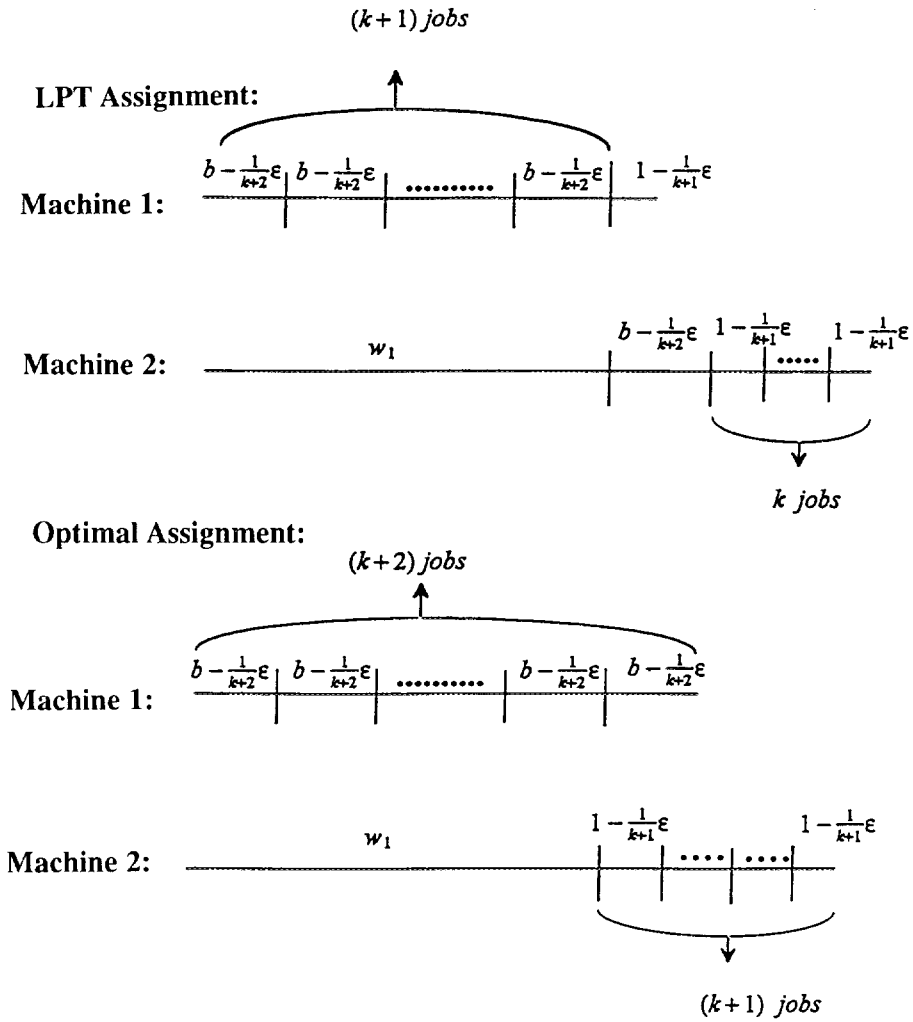 (k+1) jobs
LPT Assignment:
b − 1/(k+2) ε b − 1/(k+2) ε b − 1/(k+2) ε 1 − 1/(k+1) ε
Machine 1: ..........
b − 1/(k+2) ε 1 − 1/(k+1) ε 1 − 1/(k+1) ε
Machine 2: w₁ .....
k jobs
Optimal Assignment:
(k+2) jobs
b − 1/(k+2) ε b − 1/(k+2) ε b − 1/(k+2) ε b − 1/(k+2) ε
Machine 1: ..........
1 − 1/(k+1) ε 1 − 1/(k+1) ε
Machine 2: w₁ .... ....
(k+1) jobs